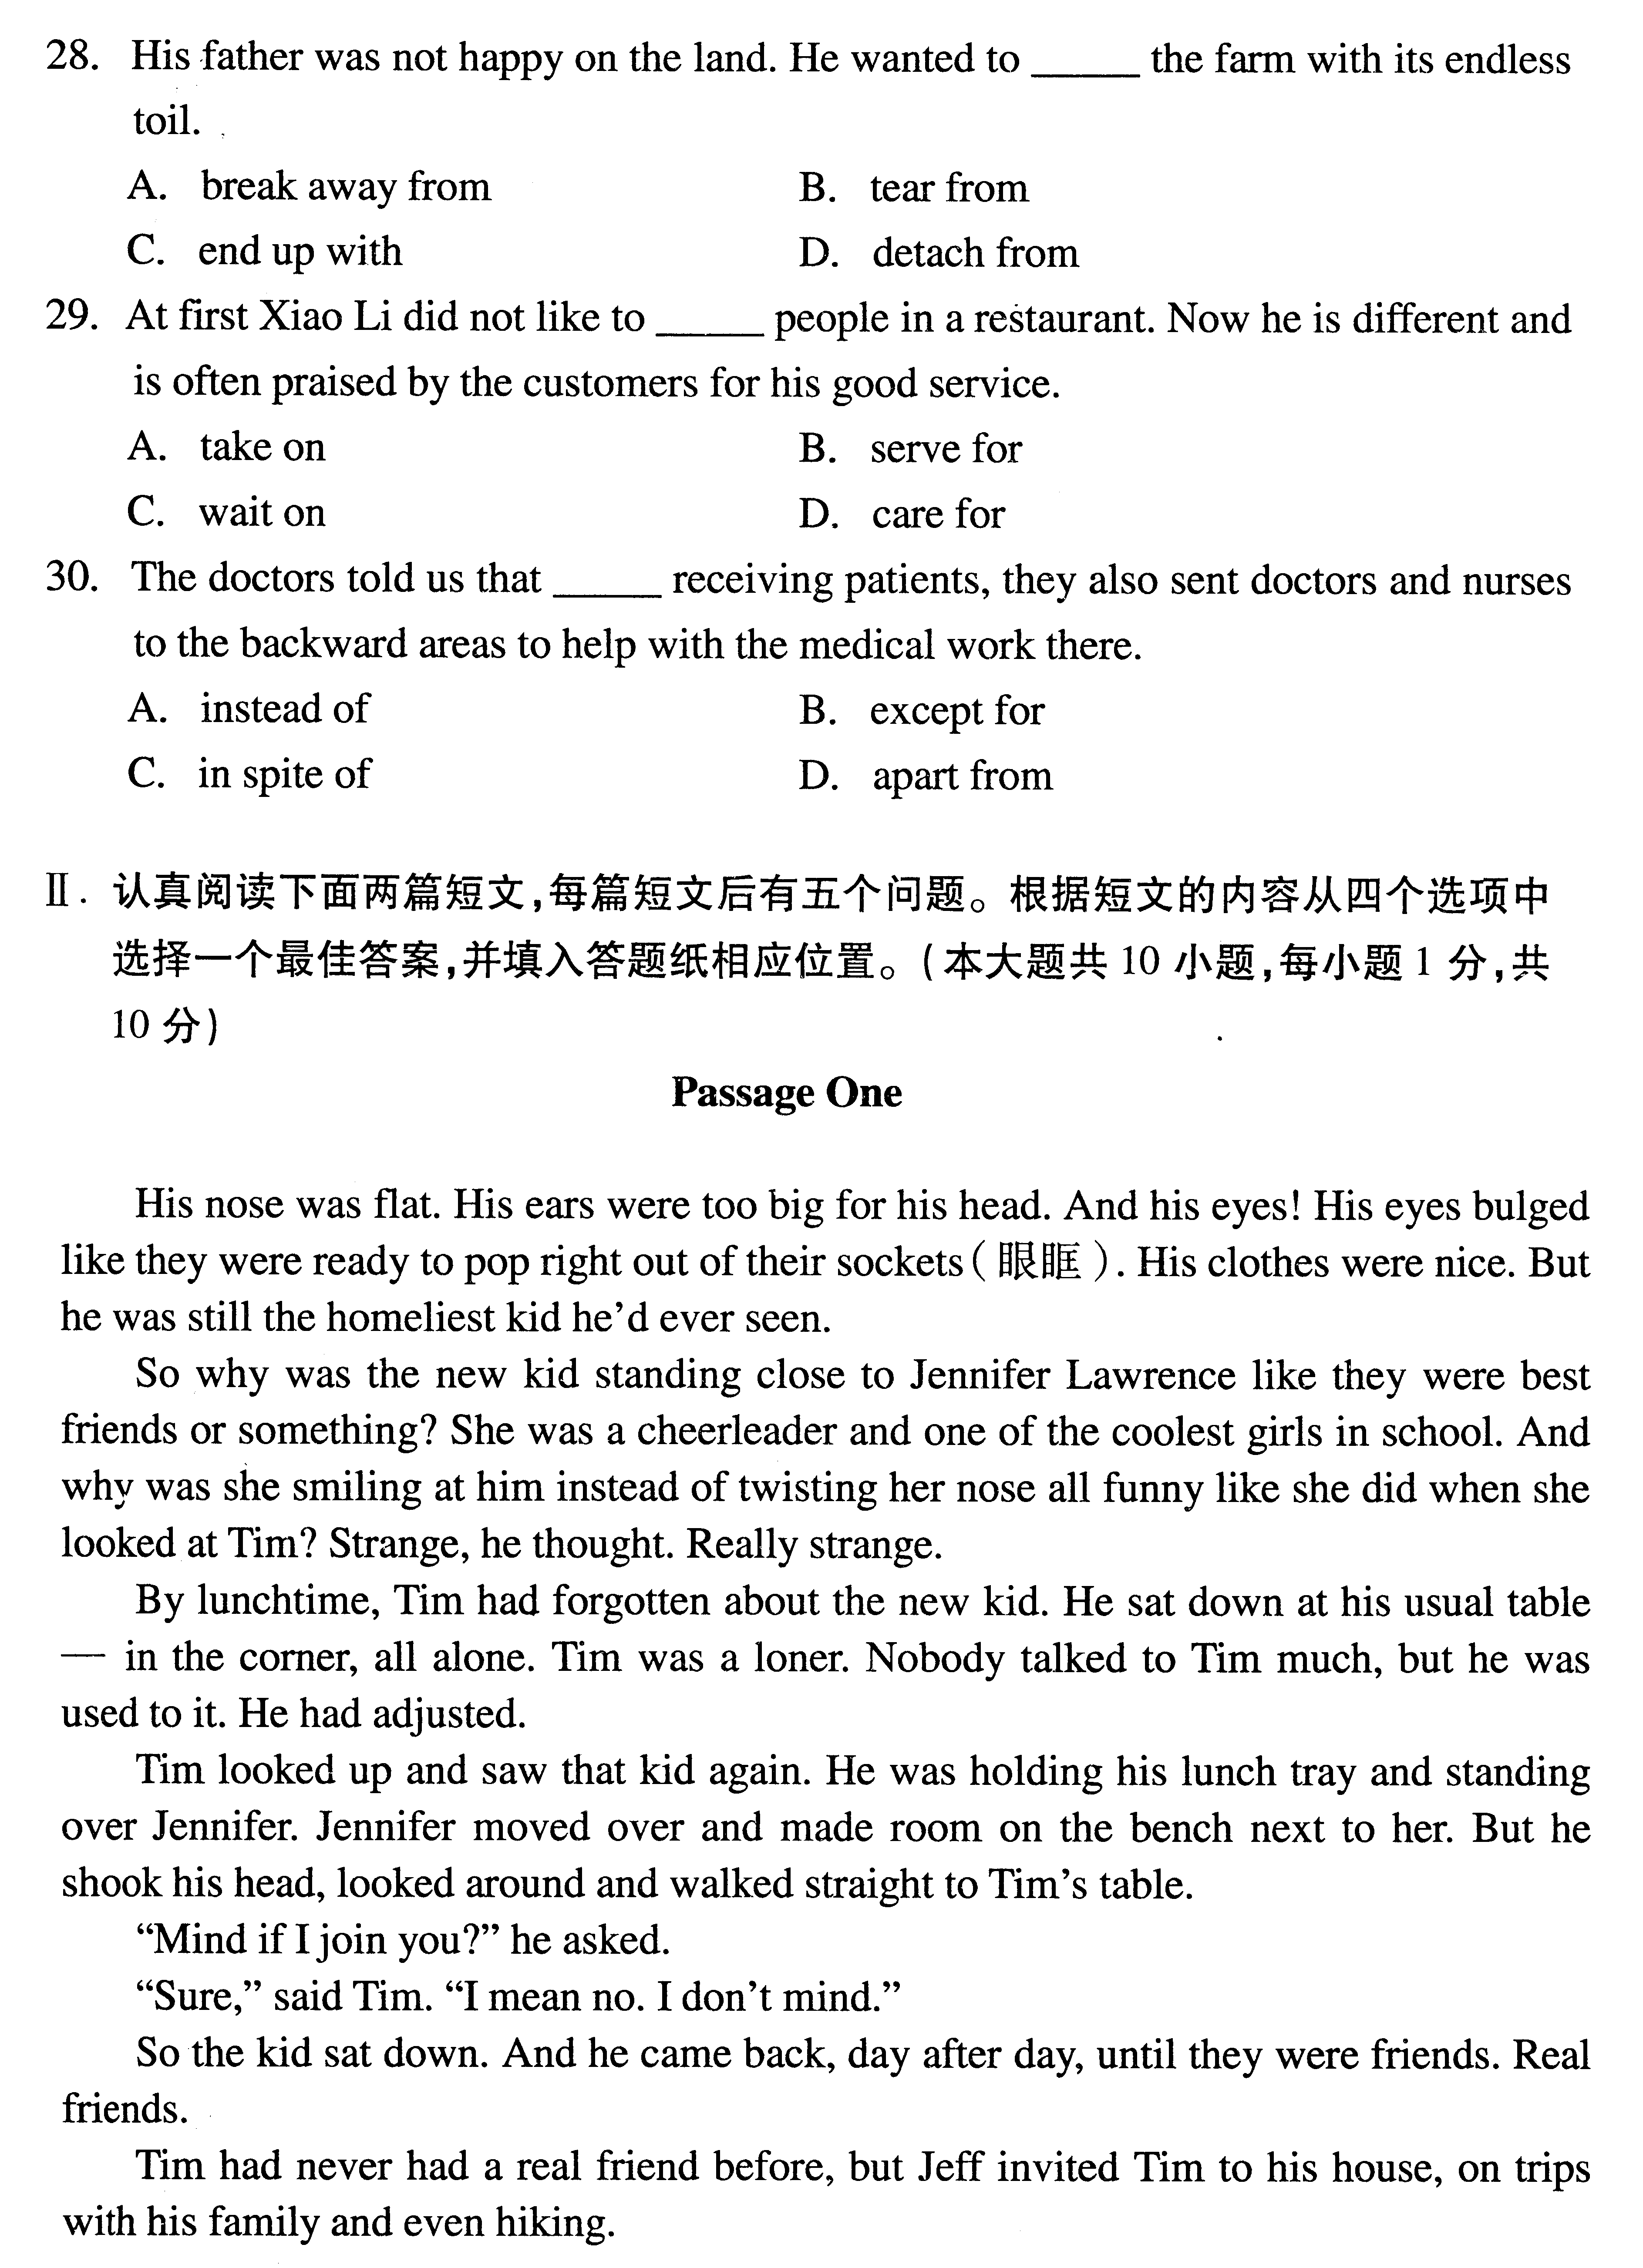 28. His father was not happy on the land. He wanted to _____ the farm with its endless
toil.
A. break away from B. tear from
C. end up with D. detach from
29. At first Xiao Li did not like to _____ people in a restaurant. Now he is different and
is often praised by the customers for his good service.
A. take on B. serve for
C. wait on D. care for
30. The doctors told us that _____ receiving patients, they also sent doctors and nurses
to the backward areas to help with the medical work there.
A. instead of B. except for
C. in spite of D. apart from
Ⅱ. 认真阅读下面两篇短文,每篇短文后有五个问题。根据短文的内容从四个选项中
选择一个最佳答案,并填入答题纸相应位置。(本大题共 10 小题,每小题 1 分,共
10 分)
Passage One
His nose was flat. His ears were too big for his head. And his eyes! His eyes bulged
like they were ready to pop right out of their sockets(眼眶). His clothes were nice. But
he was still the homeliest kid he’d ever seen.
So why was the new kid standing close to Jennifer Lawrence like they were best
friends or something? She was a cheerleader and one of the coolest girls in school. And
why was she smiling at him instead of twisting her nose all funny like she did when she
looked at Tim? Strange, he thought. Really strange.
By lunchtime, Tim had forgotten about the new kid. He sat down at his usual table
— in the corner, all alone. Tim was a loner. Nobody talked to Tim much, but he was
used to it. He had adjusted.
Tim looked up and saw that kid again. He was holding his lunch tray and standing
over Jennifer. Jennifer moved over and made room on the bench next to her. But he
shook his head, looked around and walked straight to Tim’s table.
“Mind if I join you?” he asked.
“Sure,” said Tim. “I mean no. I don’t mind.”
So the kid sat down. And he came back, day after day, until they were friends. Real
friends.
Tim had never had a real friend before, but Jeff invited Tim to his house, on trips
with his family and even hiking.